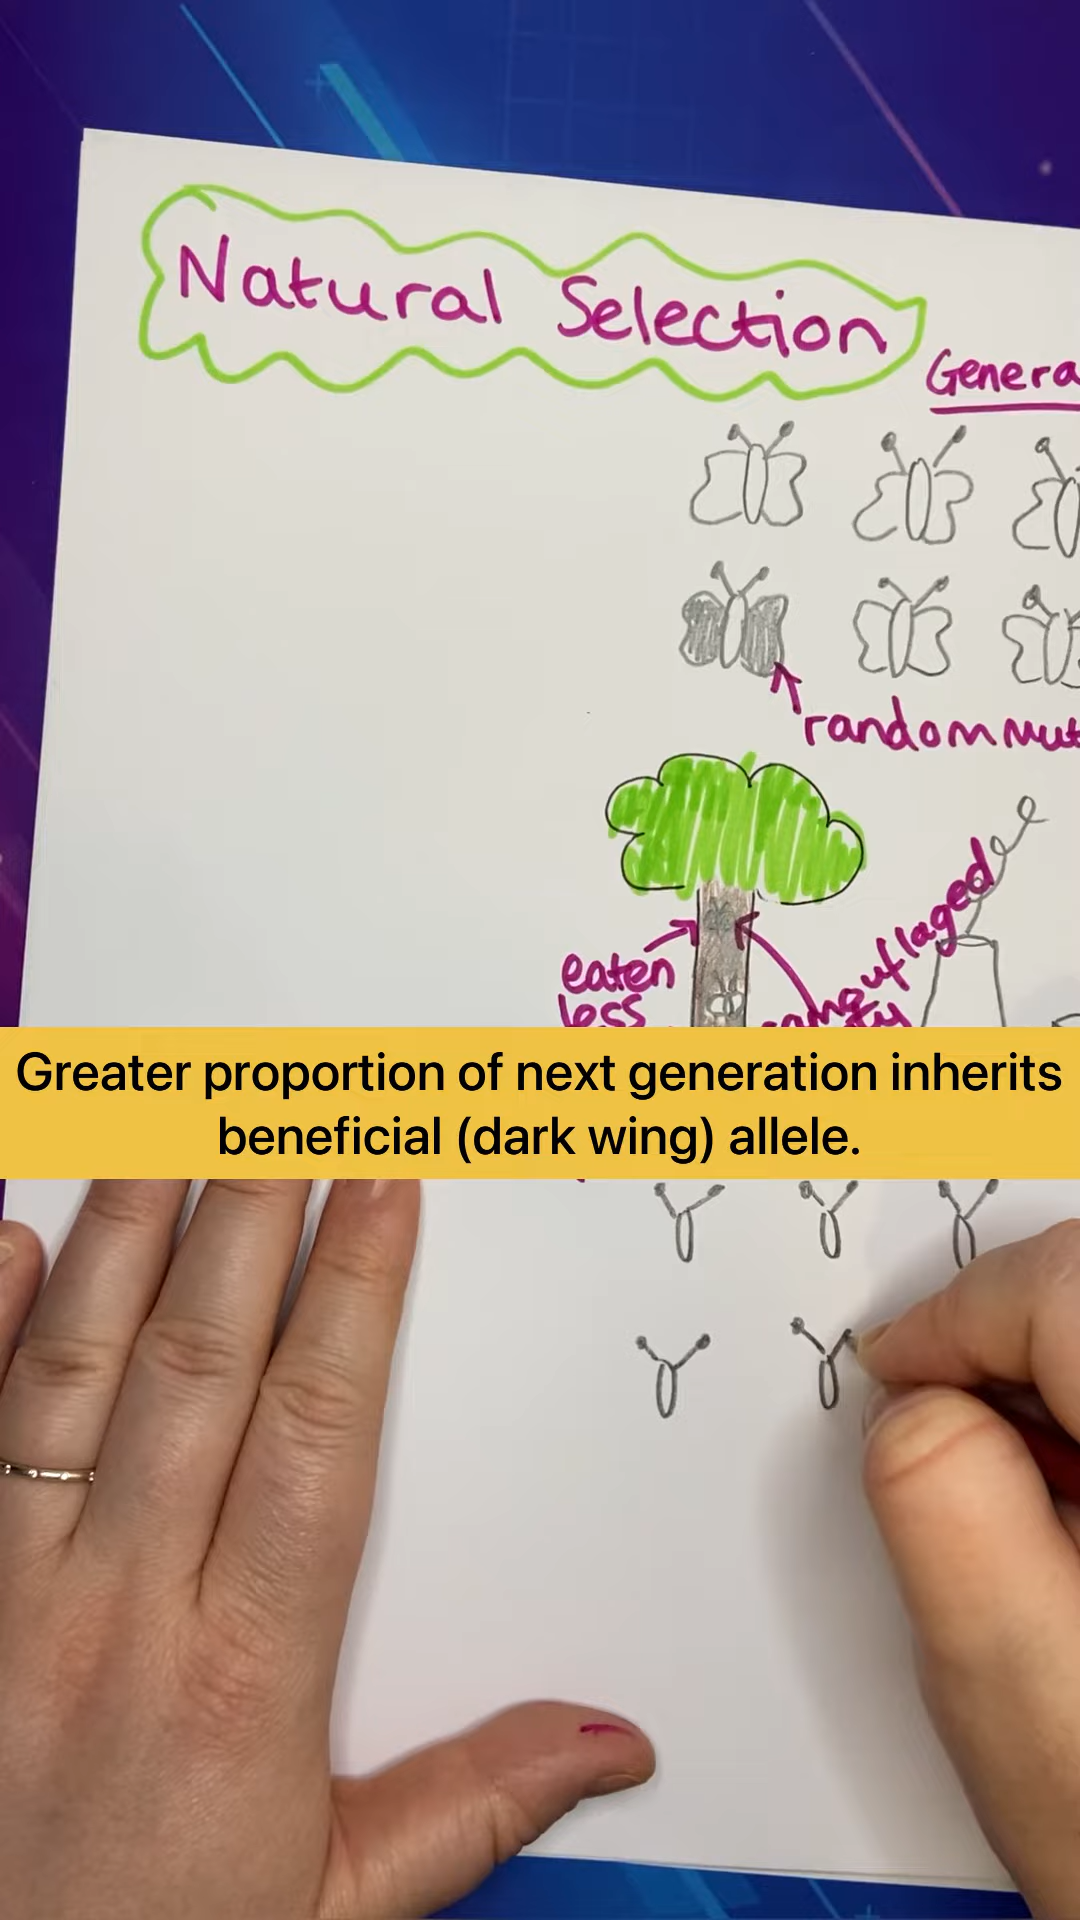 Natural Selection
Genera
random mut
eaten
less
camouflaged
Greater proportion of next generation inherits
beneficial (dark wing) allele.